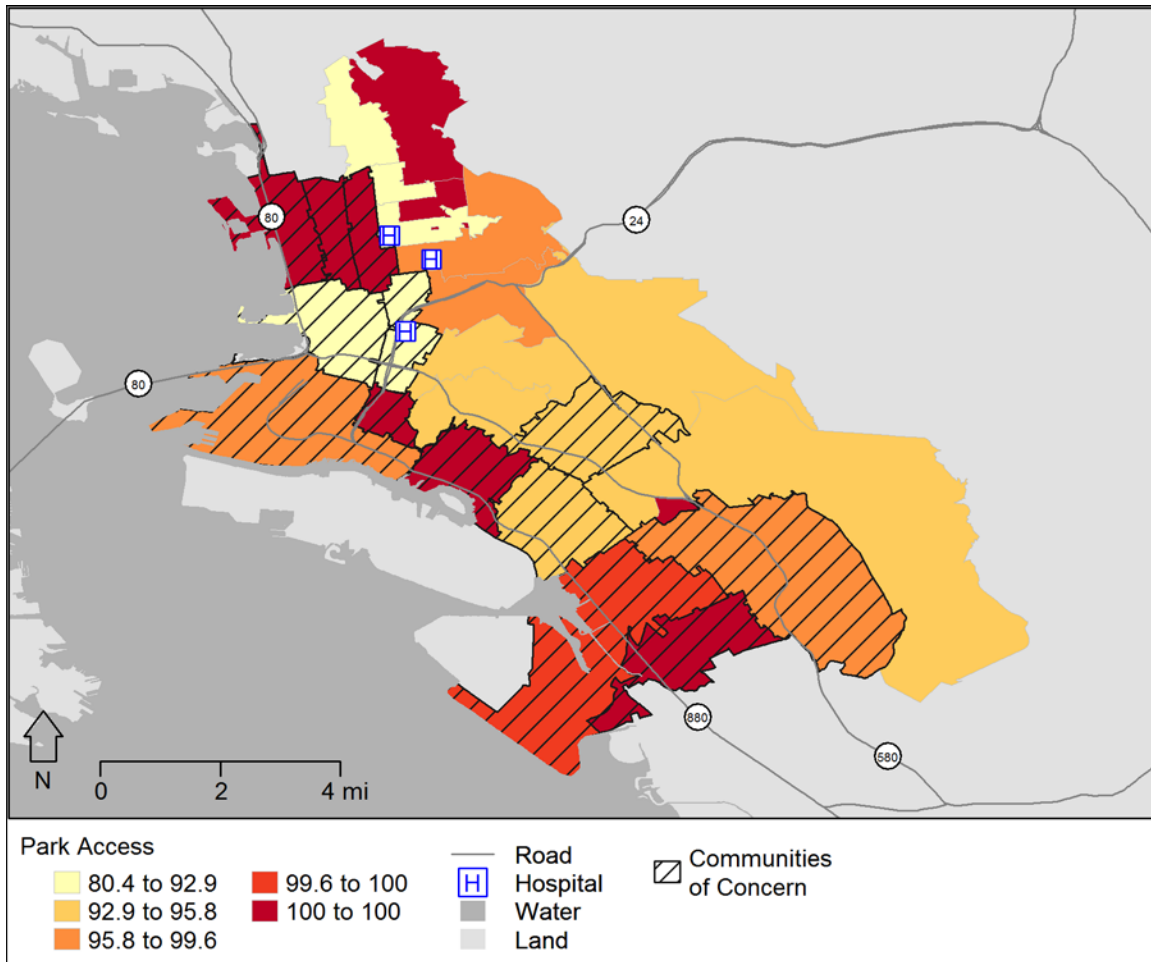 80
24
80
880
580
N
0 2 4 mi
Park Access
80.4 to 92.9
92.9 to 95.8
95.8 to 99.6
99.6 to 100
100 to 100
Road
H Hospital
Water
Land
Communities
of Concern
H
H
H